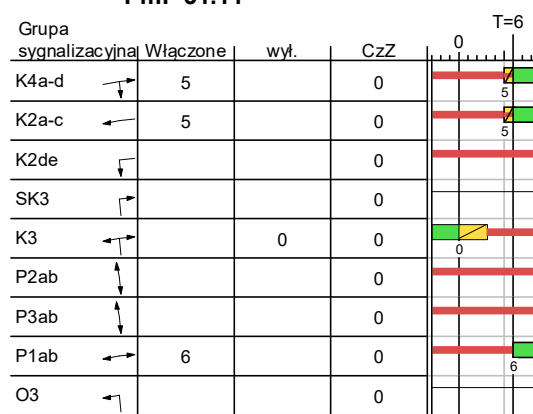 T=6
Grupa
sygnalizacyjna Włączone wył. CzZ 0
K4a-d 5 0 5
K2a-c 5 0 5
K2de 0
SK3 0
K3 0 0 0
P2ab 0
P3ab 0
P1ab 6 0 6
O3 0